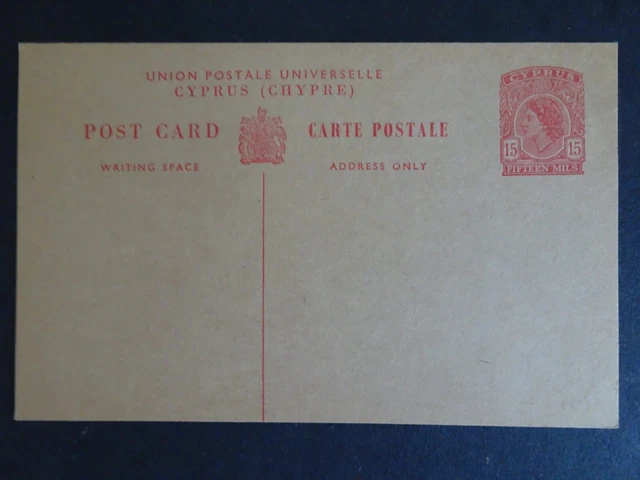 UNION POSTALE UNIVERSELLE
CYPRUS (CHYPRE)
POST CARD CARTE POSTALE
WRITING SPACE ADDRESS ONLY
CYPRUS
15 15
FIFTEEN MILS